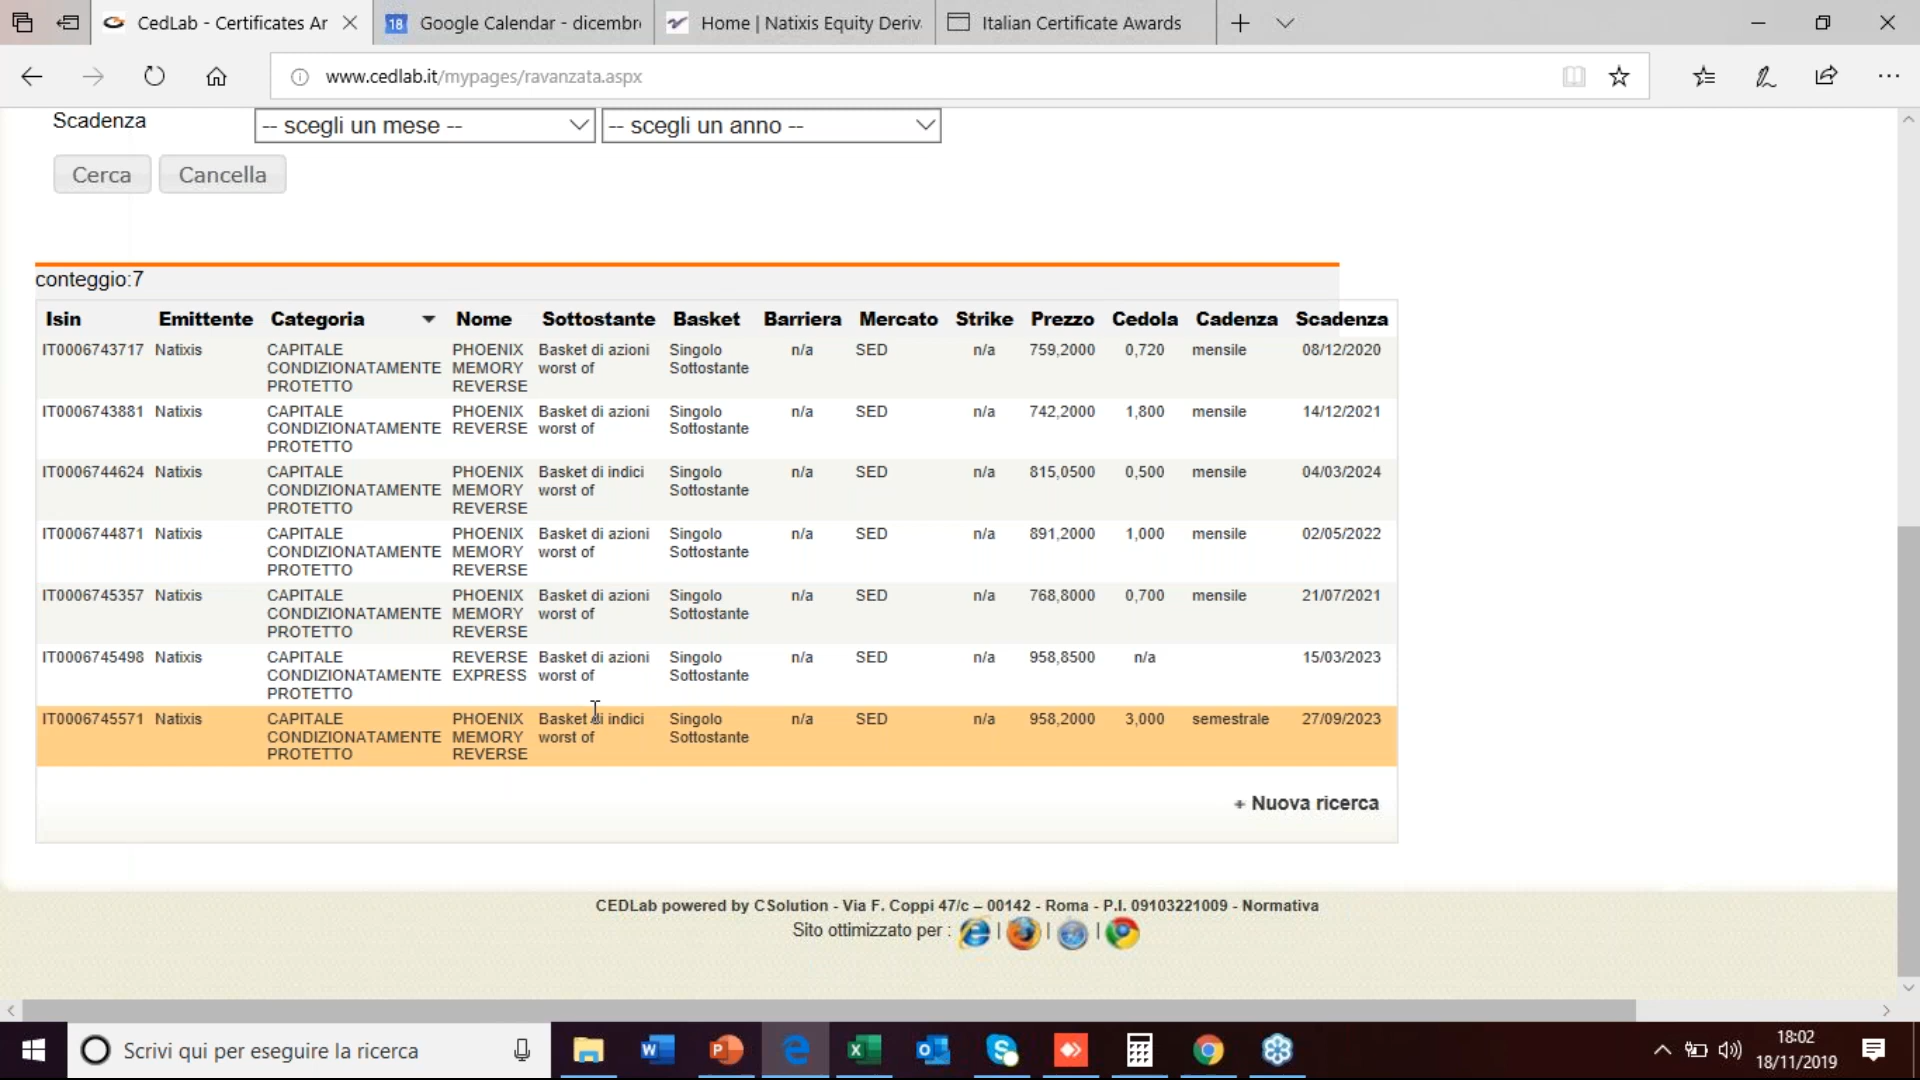 CedLab - Certificates Ar
Google Calendar - dicembr
Home | Natixis Equity Deriv
Italian Certificate Awards
www.cedlab.it/mypages/ravanzata.aspx
Scadenza -- scegli un mese -- -- scegli un anno --
Cerca Cancella
conteggio:7
Isin Emittente Categoria Nome Sottostante Basket Barriera Mercato Strike Prezzo Cedola Cadenza Scadenza
IT0006743717 Natixis CAPITALE PHOENIX Basket di azioni Singolo n/a SED n/a 759,2000 0,720 mensile 08/12/2020
CONDIZIONATAMENTE MEMORY worst of Sottostante
PROTETTO REVERSE
IT0006743881 Natixis CAPITALE PHOENIX Basket di azioni Singolo n/a SED n/a 742,2000 1,800 mensile 14/12/2021
CONDIZIONATAMENTE REVERSE worst of Sottostante
PROTETTO
IT0006744624 Natixis CAPITALE PHOENIX Basket di indici Singolo n/a SED n/a 815,0500 0,500 mensile 04/03/2024
CONDIZIONATAMENTE MEMORY worst of Sottostante
PROTETTO REVERSE
IT0006744871 Natixis CAPITALE PHOENIX Basket di azioni Singolo n/a SED n/a 891,2000 1,000 mensile 02/05/2022
CONDIZIONATAMENTE MEMORY worst of Sottostante
PROTETTO REVERSE
IT0006745357 Natixis CAPITALE PHOENIX Basket di azioni Singolo n/a SED n/a 768,8000 0,700 mensile 21/07/2021
CONDIZIONATAMENTE MEMORY worst of Sottostante
PROTETTO REVERSE
IT0006745498 Natixis CAPITALE REVERSE Basket di azioni Singolo n/a SED n/a 958,8500 n/a 15/03/2023
CONDIZIONATAMENTE EXPRESS worst of Sottostante
PROTETTO
IT0006745571 Natixis CAPITALE PHOENIX Basket di indici Singolo n/a SED n/a 958,2000 3,000 semestrale 27/09/2023
CONDIZIONATAMENTE MEMORY worst of Sottostante
PROTETTO REVERSE
+ Nuova ricerca
CEDLab powered by CSolution - Via F. Coppi 47/c – 00142 - Roma - P.I. 09103221009 - Normativa
Sito ottimizzato per : | | |
Scrivi qui per eseguire la ricerca
18:02
18/11/2019